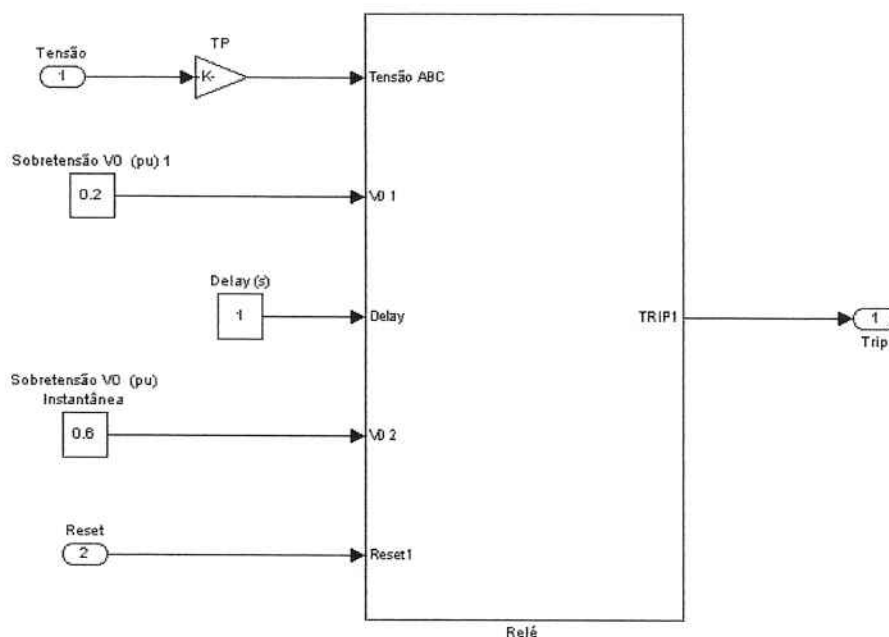 TP
Tensão
1
K-
Tensão ABC
Sobretensão V0 (pu) 1
0.2
V0 1
Delay (s)
1
Delay
TRIP1
1
Trip
Sobretensão V0 (pu)
Instantânea
0.6
V0 2
Reset
2
Reset1
Relé